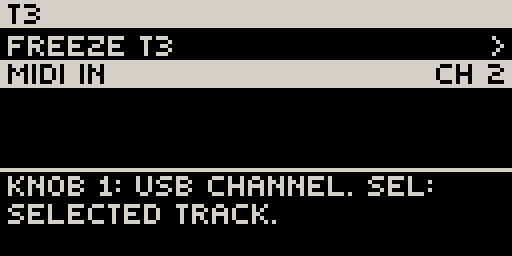 T3
FREEZE T3 >
MIDI IN CH 2
KNOB 1: USB CHANNEL. SEL:
SELECTED TRACK.